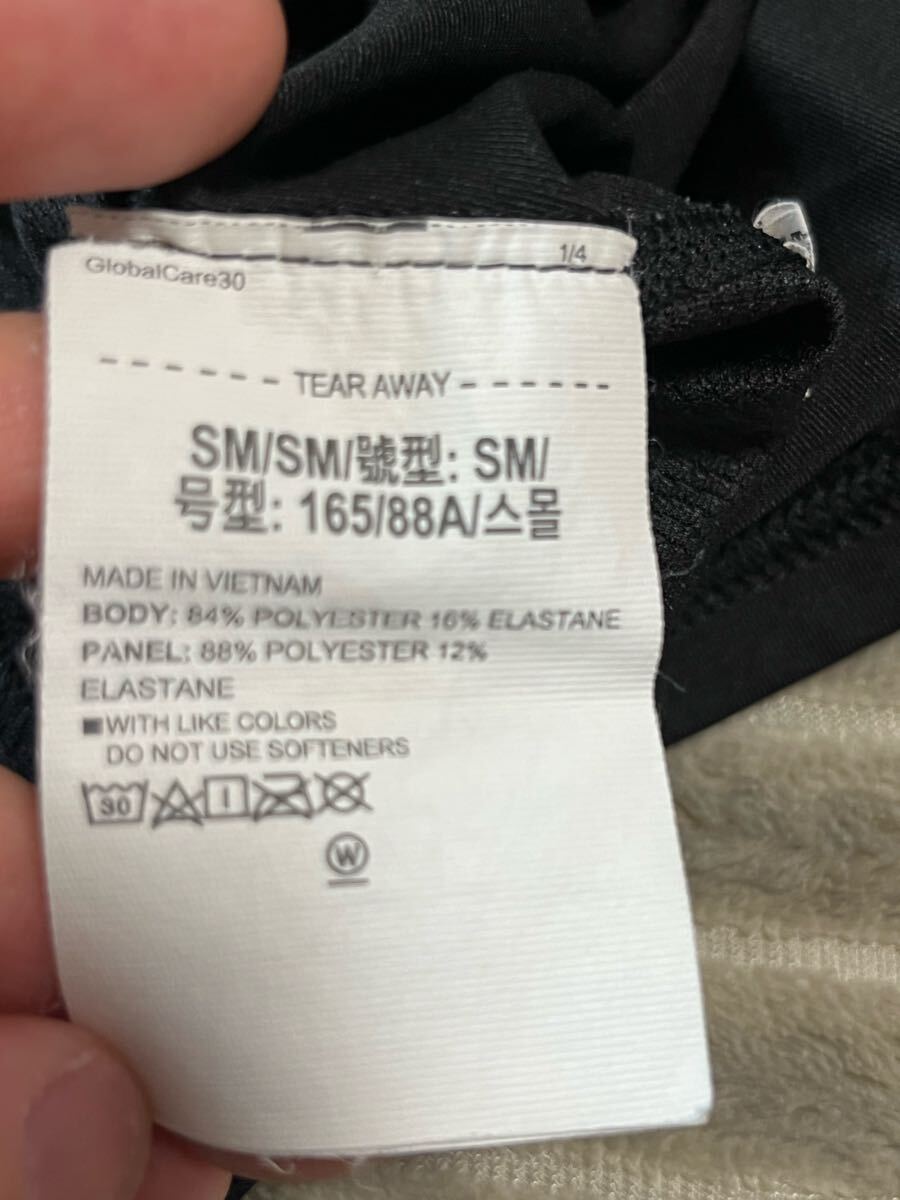 GlobalCare30
1/4
TEAR AWAY
SM/SM/號型: SM/
号型: 165/88A/스몰
MADE IN VIETNAM
BODY: 84% POLYESTER 16% ELASTANE
PANEL: 88% POLYESTER 12%
ELASTANE
WITH LIKE COLORS
DO NOT USE SOFTENERS
30
W